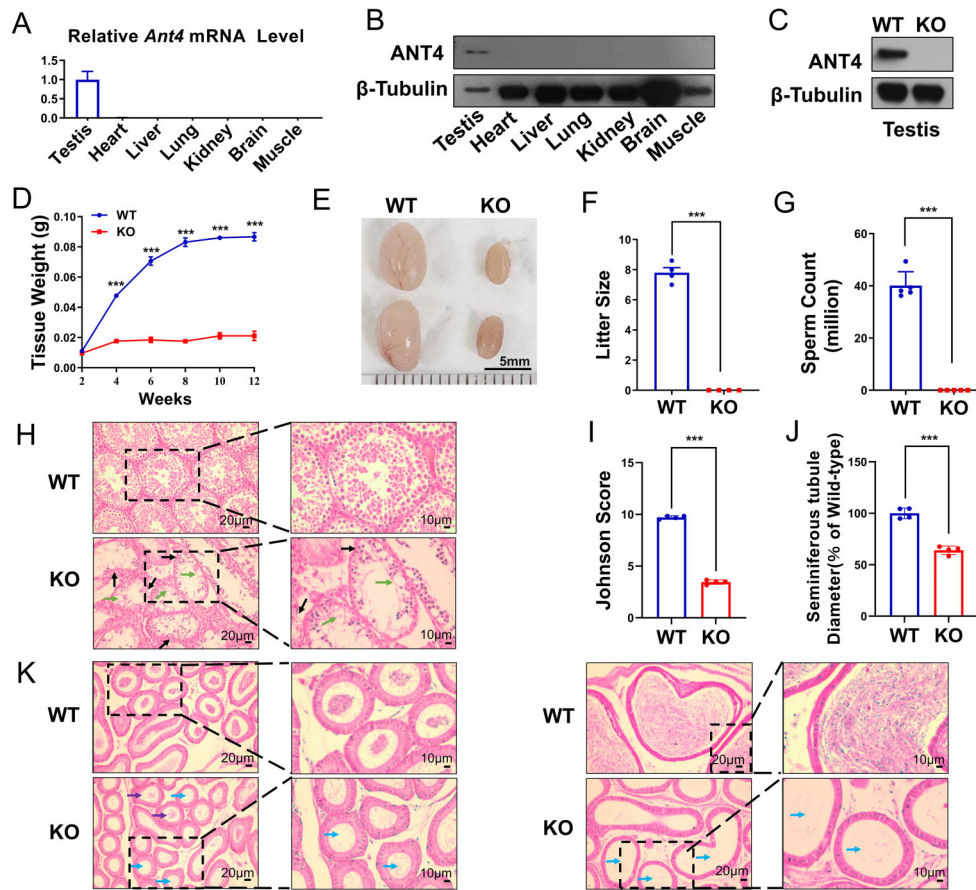 A
Relative Ant4 mRNA Level
1.5
1.0
0.5
0.0
Testis
Heart
Liver
Lung
Kidney
Brain
Muscle
B
ANT4
β-Tubulin
Testis
Heart
Liver
Lung
Kidney
Brain
Muscle
C
WT KO
ANT4
β-Tubulin
Testis
D
Tissue Weight (g)
WT
KO
0.10
0.08
0.06
0.04
0.02
0.00
***
***
***
***
***
2 4 6 8 10 12
Weeks
E
WT KO
5mm
F
Litter Size
10
8
6
4
2
0
***
WT KO
G
Sperm Count
(million)
60
40
20
0
***
WT KO
H
WT
20μm
10μm
KO
20μm
10μm
I
Johnson Score
15
10
5
0
***
WT KO
J
Seminiferous tubule
Diameter(% of Wild-type)
200
150
100
50
0
***
WT KO
K
WT
20μm
10μm
KO
20μm
10μm
WT
20μm
10μm
KO
20μm
10μm